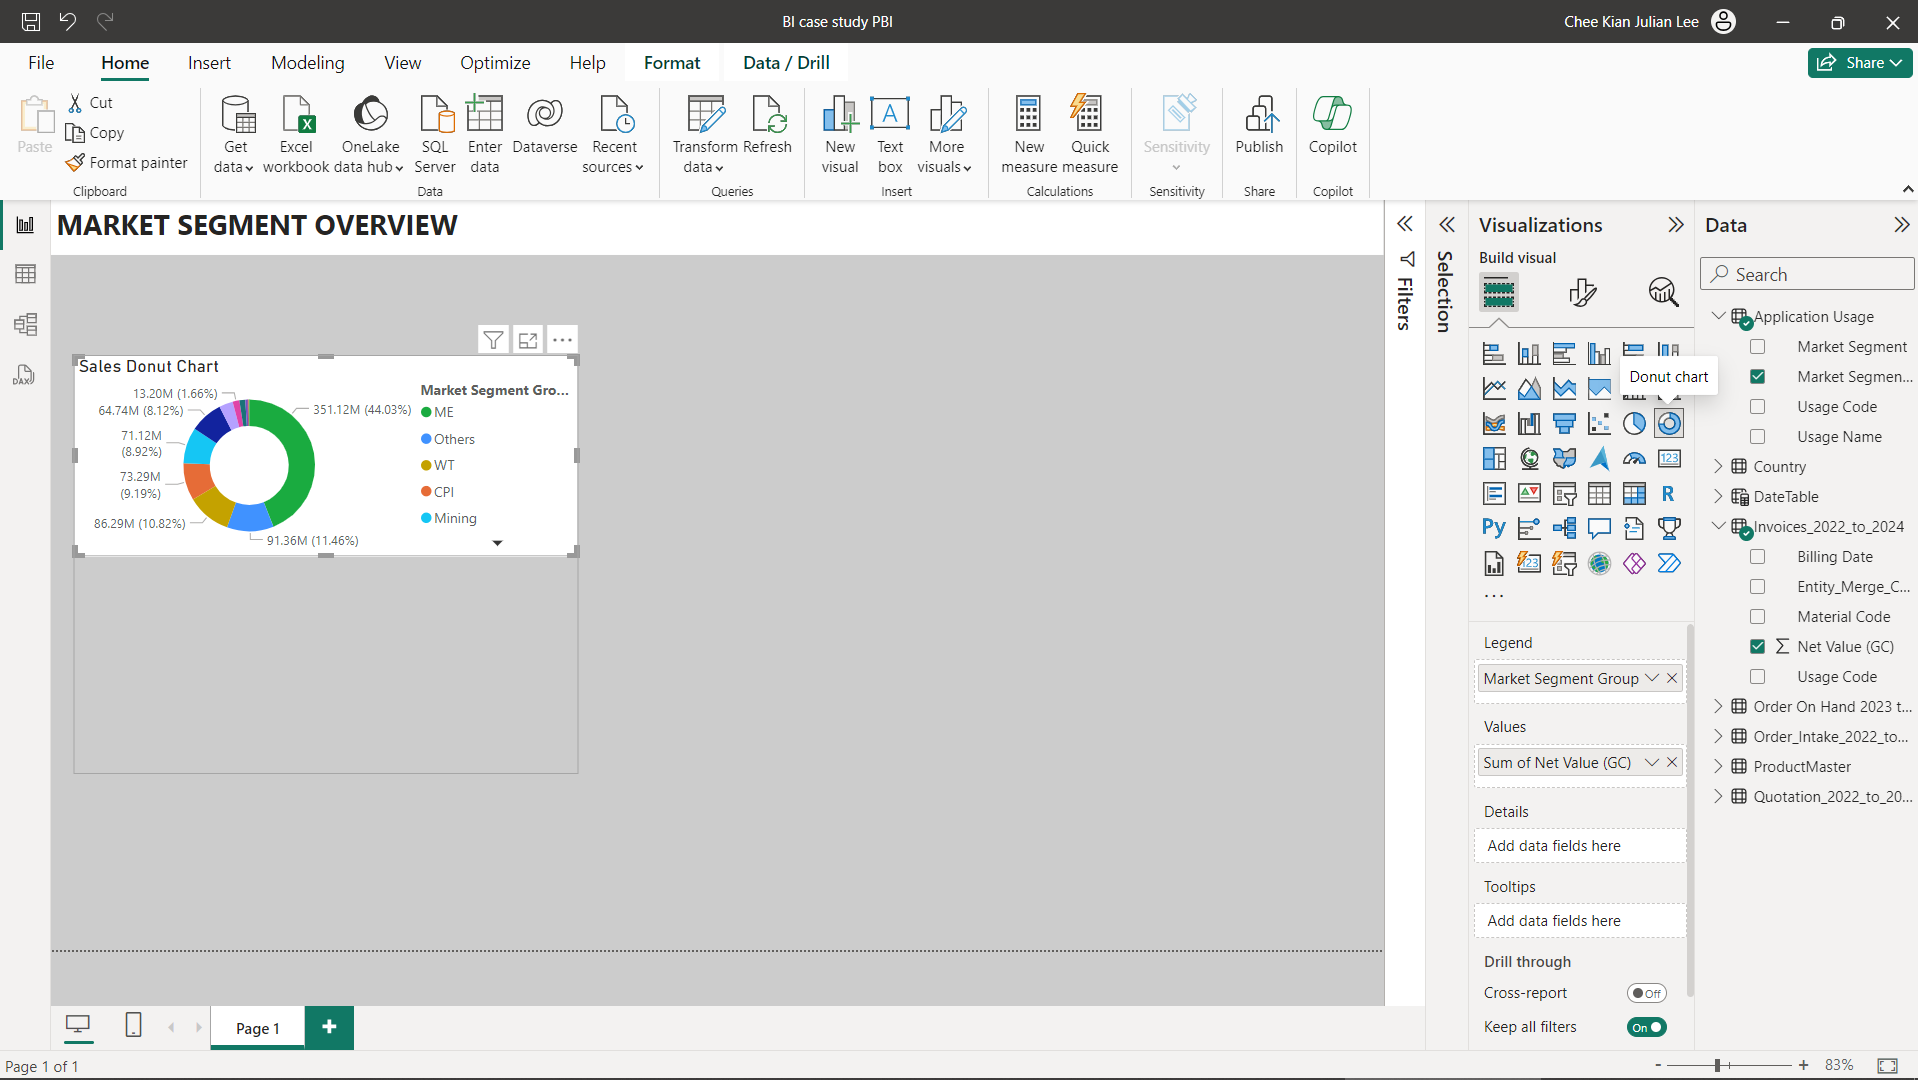 BI case study PBI
Chee Kian Julian Lee
File
Home
Insert
Modeling
View
Optimize
Help
Format
Data / Drill
Share
Paste
Cut
Copy
Format painter
Clipboard
Get data
Excel workbook
OneLake data hub
SQL Server
Enter data
Dataverse
Recent sources
Data
Transform data
Refresh
Queries
New visual
Text box
More visuals
Insert
New measure
Quick measure
Calculations
Sensitivity
Sensitivity
Publish
Share
Copilot
Copilot
MARKET SEGMENT OVERVIEW
Sales Donut Chart
13.20M (1.66%)
64.74M (8.12%)
71.12M
(8.92%)
73.29M
(9.19%)
86.29M (10.82%)
351.12M (44.03%)
91.36M (11.46%)
Market Segment Gro...
ME
Others
WT
CPI
Mining
Filters
Selection
Visualizations
Build visual
Donut chart
123
R
Py
123
Legend
Market Segment Group
Values
Sum of Net Value (GC)
Details
Add data fields here
Tooltips
Add data fields here
Drill through
Cross-report
Off
Keep all filters
On
Data
Search
Application Usage
Market Segment
Market Segmen...
Usage Code
Usage Name
Country
DateTable
Invoices_2022_to_2024
Billing Date
Entity_Merge_C...
Material Code
Net Value (GC)
Usage Code
Order On Hand 2023 t...
Order_Intake_2022_to...
ProductMaster
Quotation_2022_to_20...
DAX
Page 1
Page 1 of 1
83%